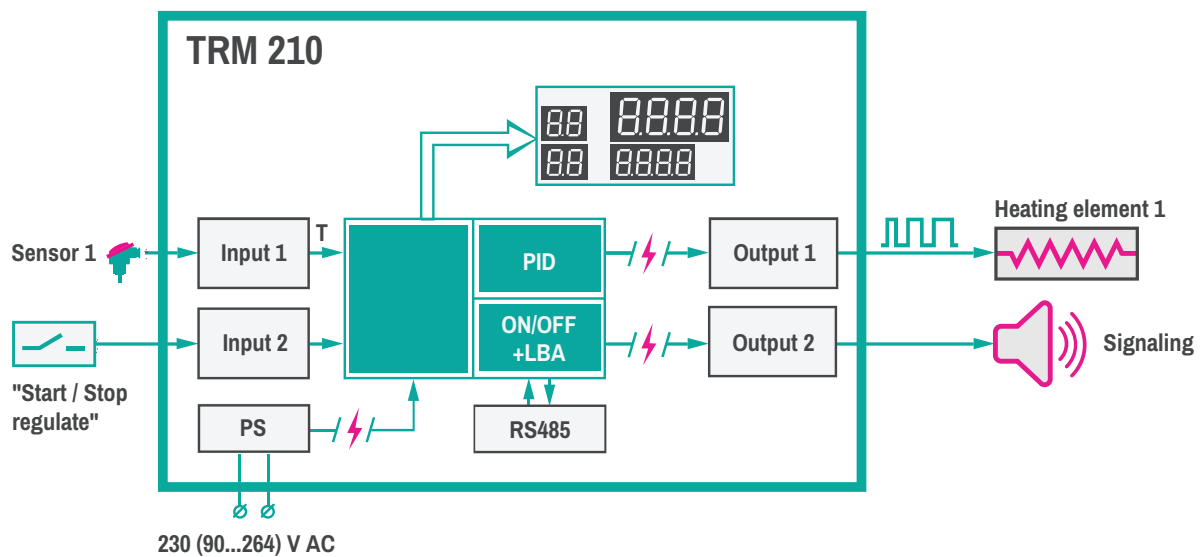 TRM 210
8.8 8.8.8.8
8.8 8.8.8.8
Heating element 1
Sensor 1
Input 1
T
PID
Output 1
Input 2
ON/OFF
+LBA
Output 2
Signaling
"Start / Stop
regulate"
PS
RS485
230 (90...264) V AC